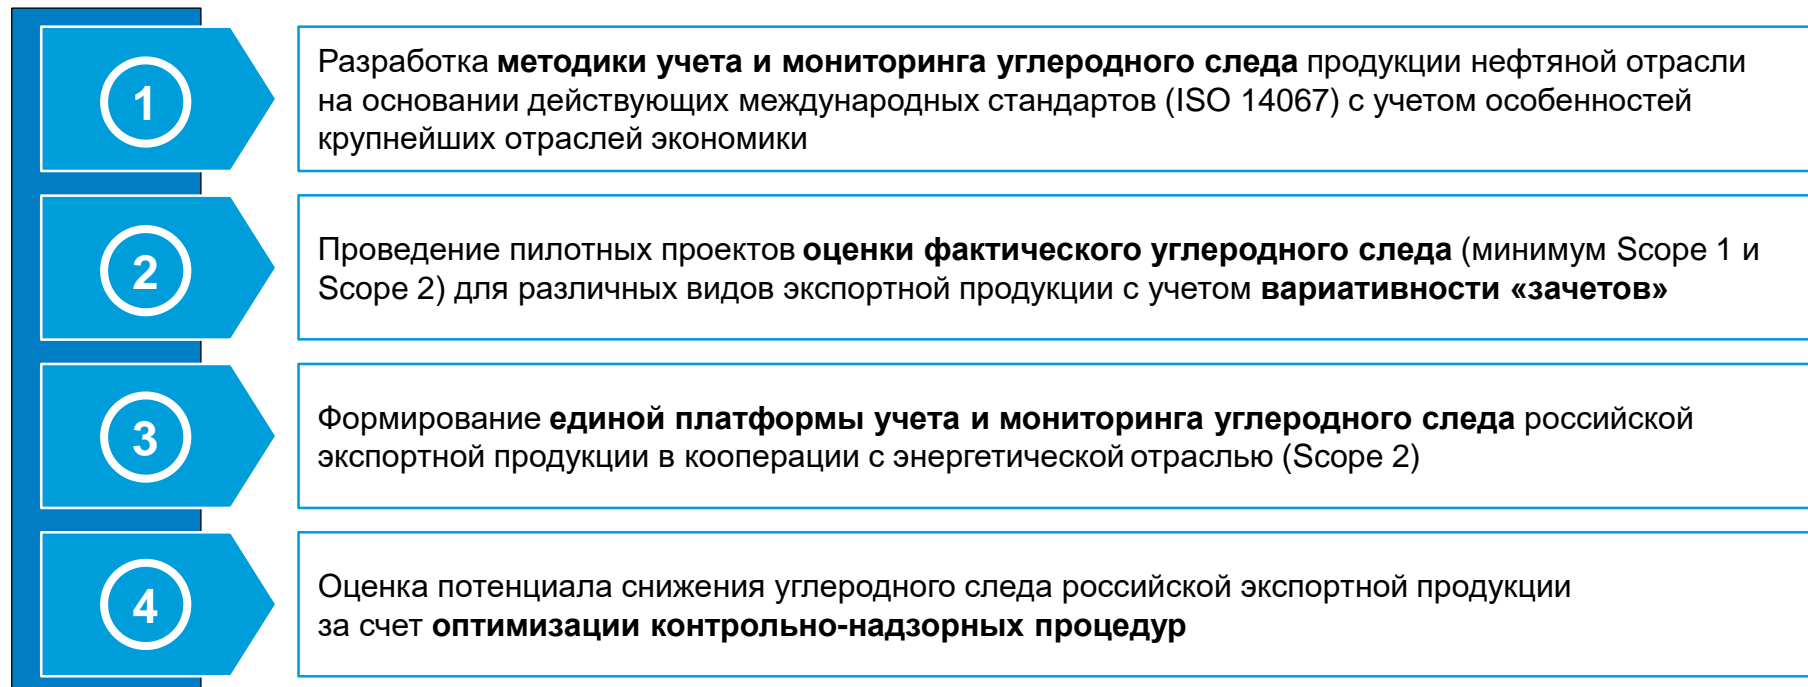 1
Разработка методики учета и мониторинга углеродного следа продукции нефтяной отрасли
на основании действующих международных стандартов (ISO 14067) с учетом особенностей
крупнейших отраслей экономики
2
Проведение пилотных проектов оценки фактического углеродного следа (минимум Scope 1 и
Scope 2) для различных видов экспортной продукции с учетом вариативности «зачетов»
3
Формирование единой платформы учета и мониторинга углеродного следа российской
экспортной продукции в кооперации с энергетической отраслью (Scope 2)
4
Оценка потенциала снижения углеродного следа российской экспортной продукции
за счет оптимизации контрольно-надзорных процедур